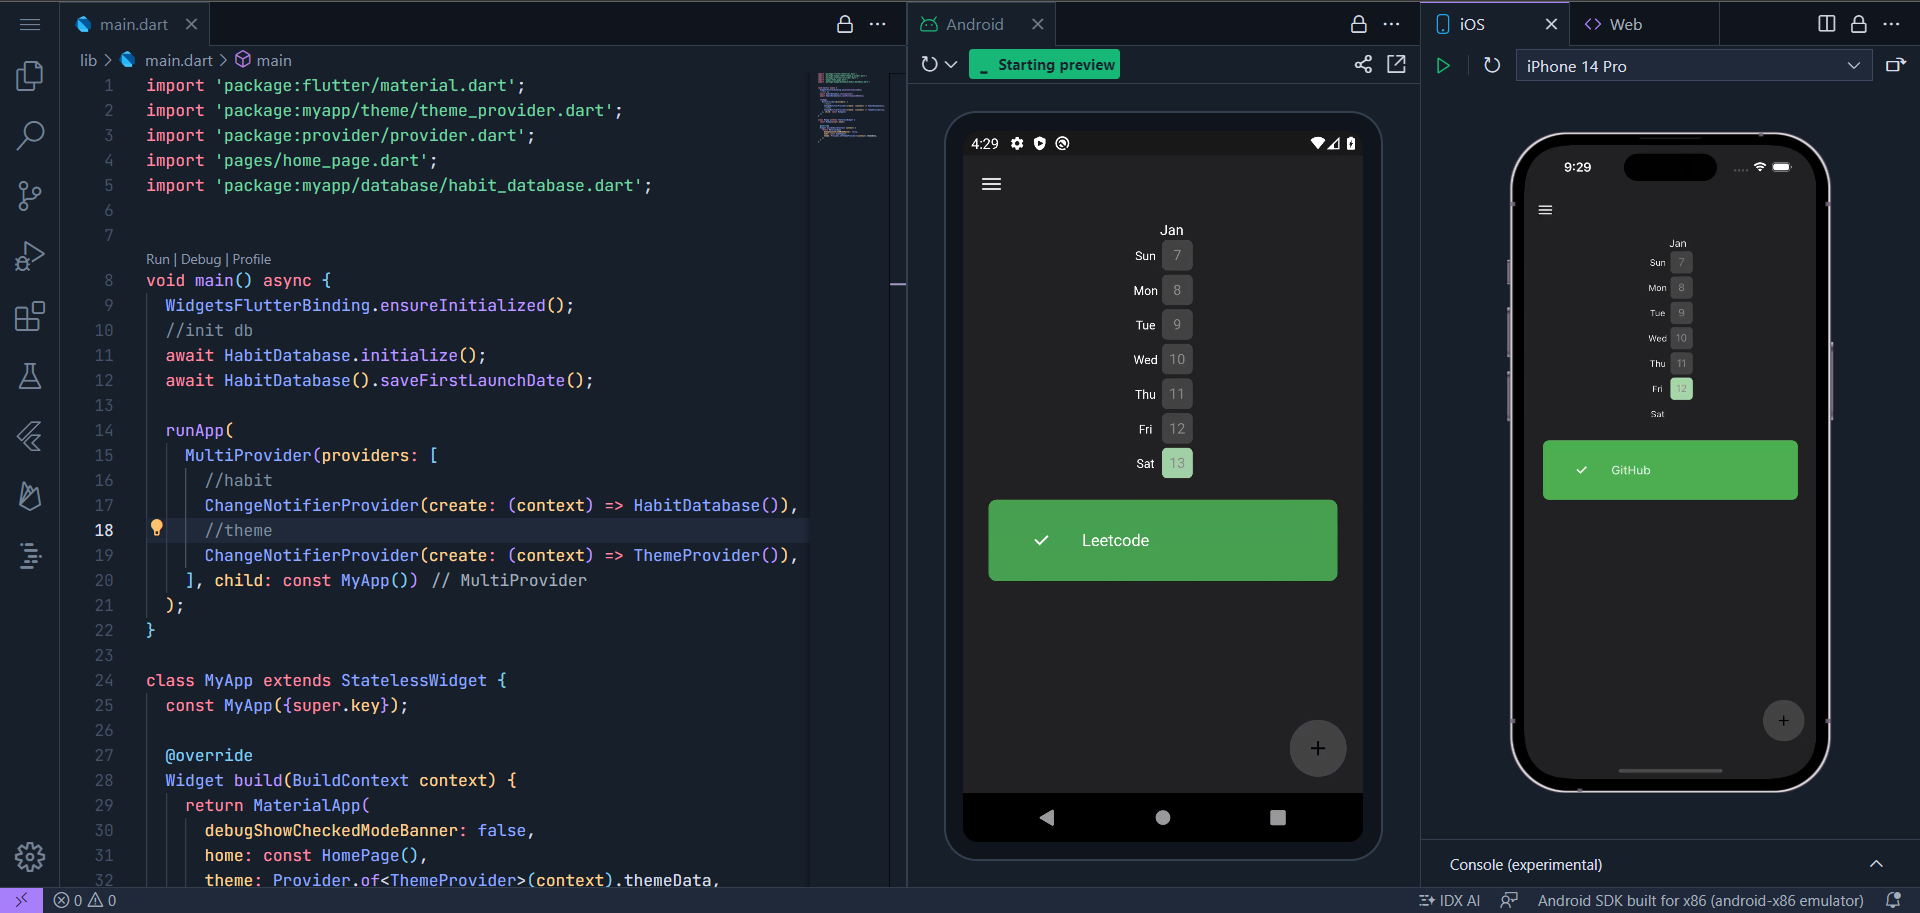 main.dart
lib > main.dart > main
1 import 'package:flutter/material.dart';
2 import 'package:myapp/theme/theme_provider.dart';
3 import 'package:provider/provider.dart';
4 import 'pages/home_page.dart';
5 import 'package:myapp/database/habit_database.dart';
6
7
Run | Debug | Profile
8 void main() async {
9 WidgetsFlutterBinding.ensureInitialized();
10 //init db
11 await HabitDatabase.initialize();
12 await HabitDatabase().saveFirstLaunchDate();
13
14 runApp(
15 MultiProvider(providers: [
16 //habit
17 ChangeNotifierProvider(create: (context) => HabitDatabase()),
18 //theme
19 ChangeNotifierProvider(create: (context) => ThemeProvider()),
20 ], child: const MyApp()) // MultiProvider
21 );
22 }
23
24 class MyApp extends StatelessWidget {
25 const MyApp({super.key});
26
27 @override
28 Widget build(BuildContext context) {
29 return MaterialApp(
30 debugShowCheckedModeBanner: false,
31 home: const HomePage(),
32 theme: Provider.of<ThemeProvider>(context).themeData,
Android
Starting preview
4:29
Jan
Sun 7
Mon 8
Tue 9
Wed 10
Thu 11
Fri 12
Sat 13
Leetcode
+
iOS
Web
iPhone 14 Pro
9:29
Jan
Sun 7
Mon 8
Tue 9
Wed 10
Thu 11
Fri 12
Sat
GitHub
+
Console (experimental)
0 0
IDX AI
Android SDK built for x86 (android-x86 emulator)